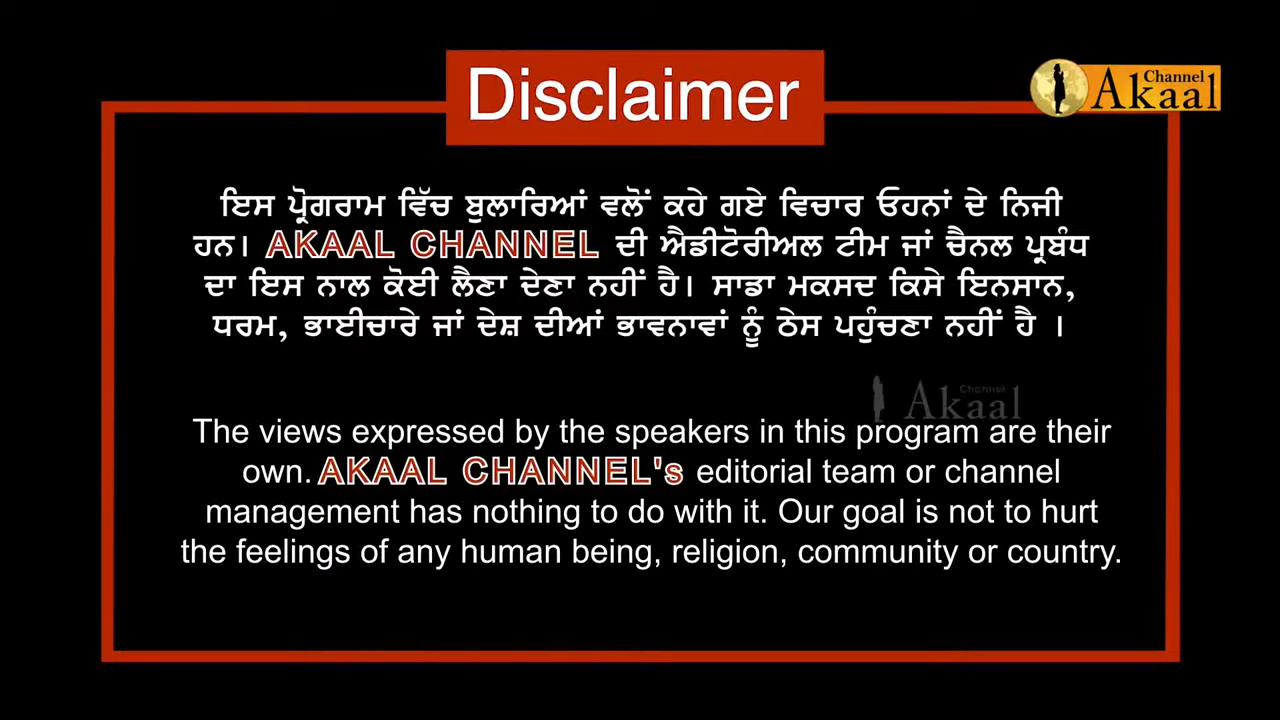 Disclaimer
Channel
Akaal
ਇਸ ਪ੍ਰੋਗਰਾਮ ਵਿੱਚ ਬੁਲਾਰਿਆਂ ਵਲੋਂ ਕਹੇ ਗਏ ਵਿਚਾਰ ਓਹਨਾਂ ਦੇ ਨਿਜੀ
ਹਨ। AKAAL CHANNEL ਦੀ ਐਡੀਟੋਰੀਅਲ ਟੀਮ ਜਾਂ ਚੈਨਲ ਪ੍ਰਬੰਧ
ਦਾ ਇਸ ਨਾਲ ਕੋਈ ਲੈਣਾ ਦੇਣਾ ਨਹੀਂ ਹੈ। ਸਾਡਾ ਮਕਸਦ ਕਿਸੇ ਇਨਸਾਨ,
ਧਰਮ, ਭਾਈਚਾਰੇ ਜਾਂ ਦੇਸ਼ ਦੀਆਂ ਭਾਵਨਾਵਾਂ ਨੂੰ ਠੇਸ ਪਹੁੰਚਣਾ ਨਹੀਂ ਹੈ ।
Channel
Akaal
The views expressed by the speakers in this program are their
own. AKAAL CHANNEL's editorial team or channel
management has nothing to do with it. Our goal is not to hurt
the feelings of any human being, religion, community or country.